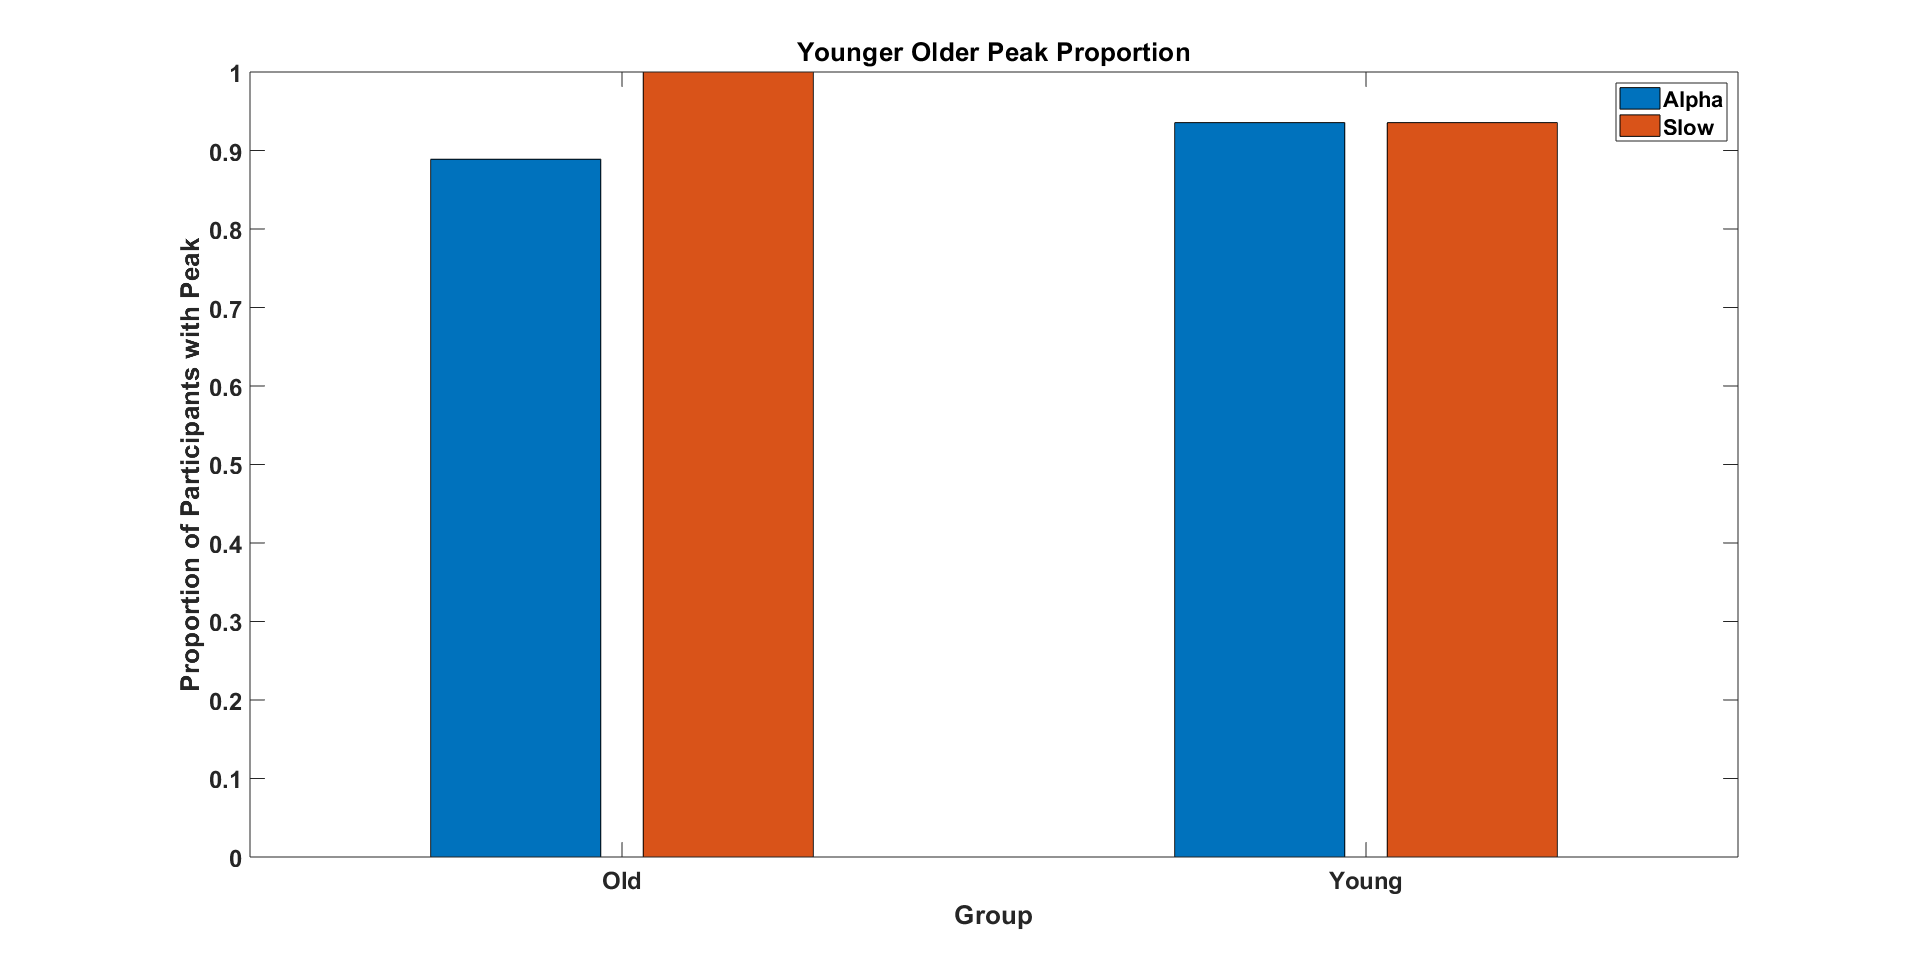 Younger Older Peak Proportion
Alpha
Slow
Proportion of Participants with Peak
1
0.9
0.8
0.7
0.6
0.5
0.4
0.3
0.2
0.1
0
Old
Young
Group